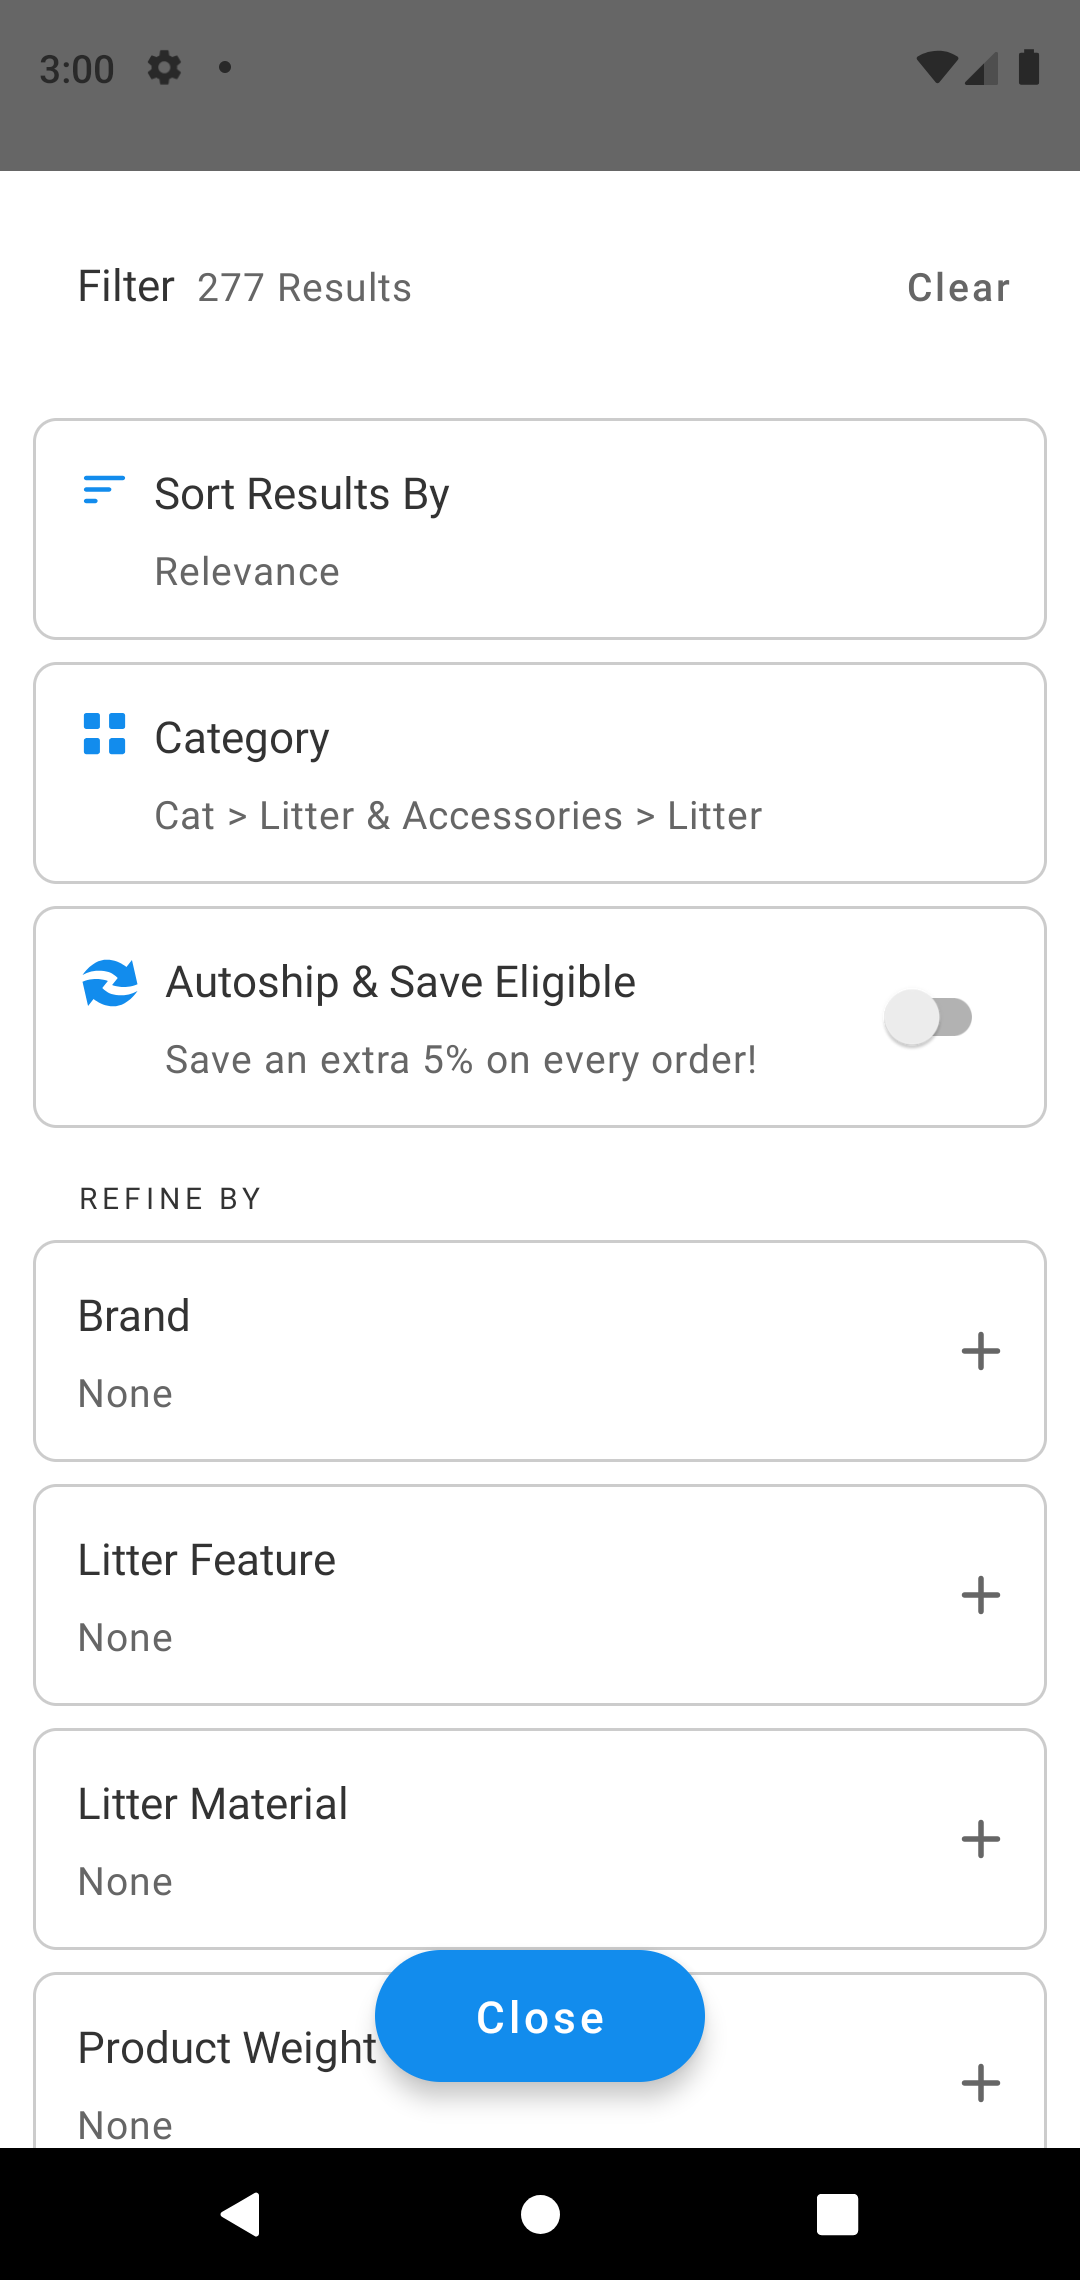 3:00
Filter 277 Results Clear
Sort Results By
Relevance
Category
Cat > Litter & Accessories > Litter
Autoship & Save Eligible
Save an extra 5% on every order!
REFINE BY
Brand
None
Litter Feature
None
Litter Material
None
Close
Product Weight
None